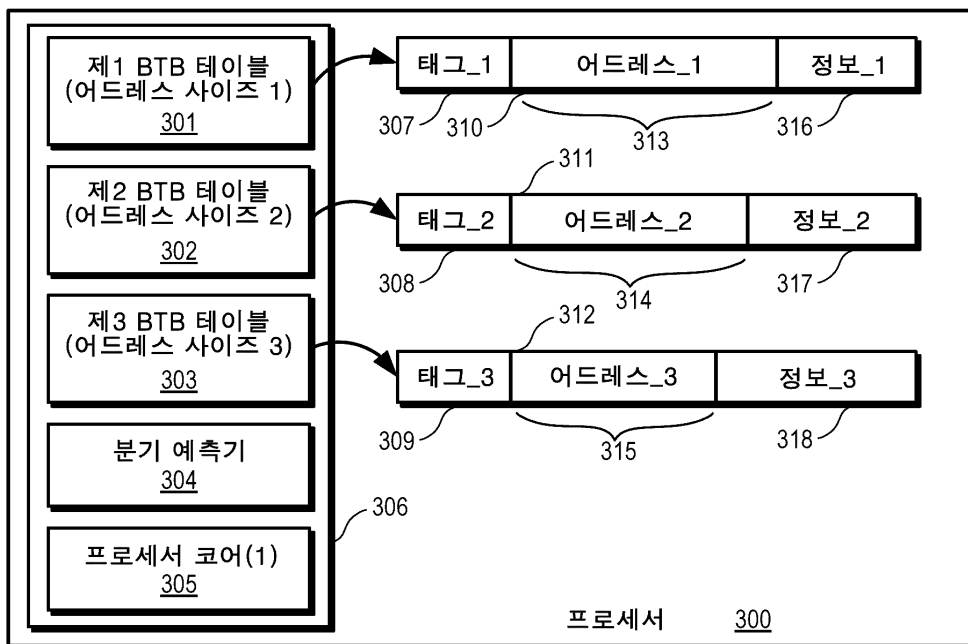 제1 BTB 테이블
(어드레스 사이즈 1)
301
제2 BTB 테이블
(어드레스 사이즈 2)
302
제3 BTB 테이블
(어드레스 사이즈 3)
303
분기 예측기
304
프로세서 코어(1)
305
306
태그_1 어드레스_1 정보_1
307 310 313 316
311
태그_2 어드레스_2 정보_2
308 314 317
312
태그_3 어드레스_3 정보_3
309 315 318
프로세서 300